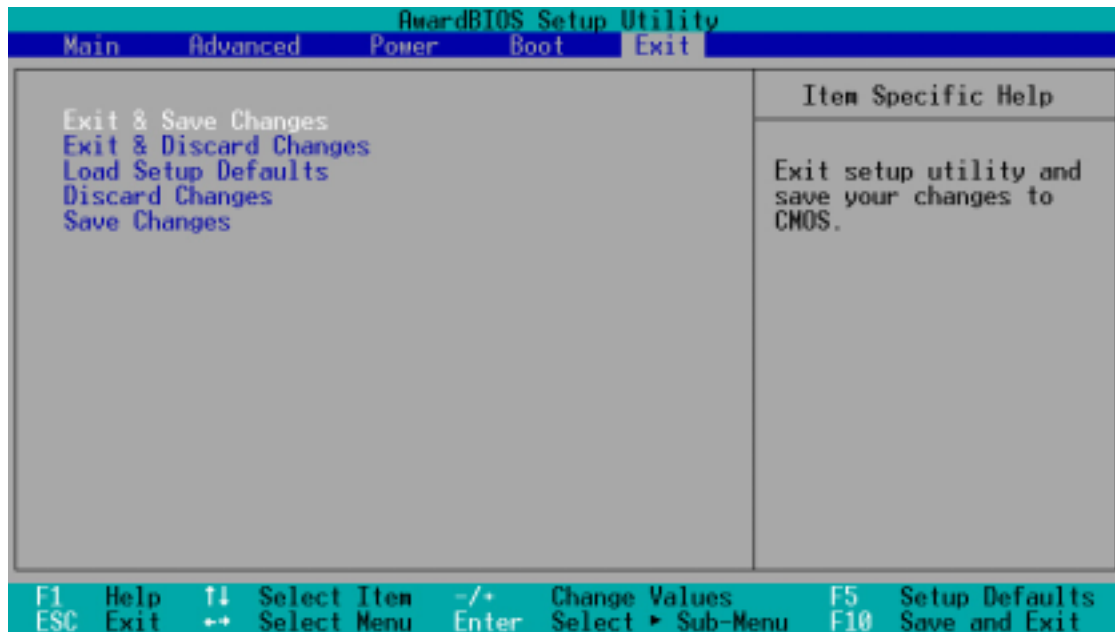 AwardBIOS Setup Utility
Main Advanced Power Boot Exit
Exit & Save Changes
Exit & Discard Changes
Load Setup Defaults
Discard Changes
Save Changes
Item Specific Help
Exit setup utility and
save your changes to
CMOS.
F1 Help ↑↓ Select Item -/+ Change Values F5 Setup Defaults
ESC Exit ←→ Select Menu Enter Select ► Sub-Menu F10 Save and Exit